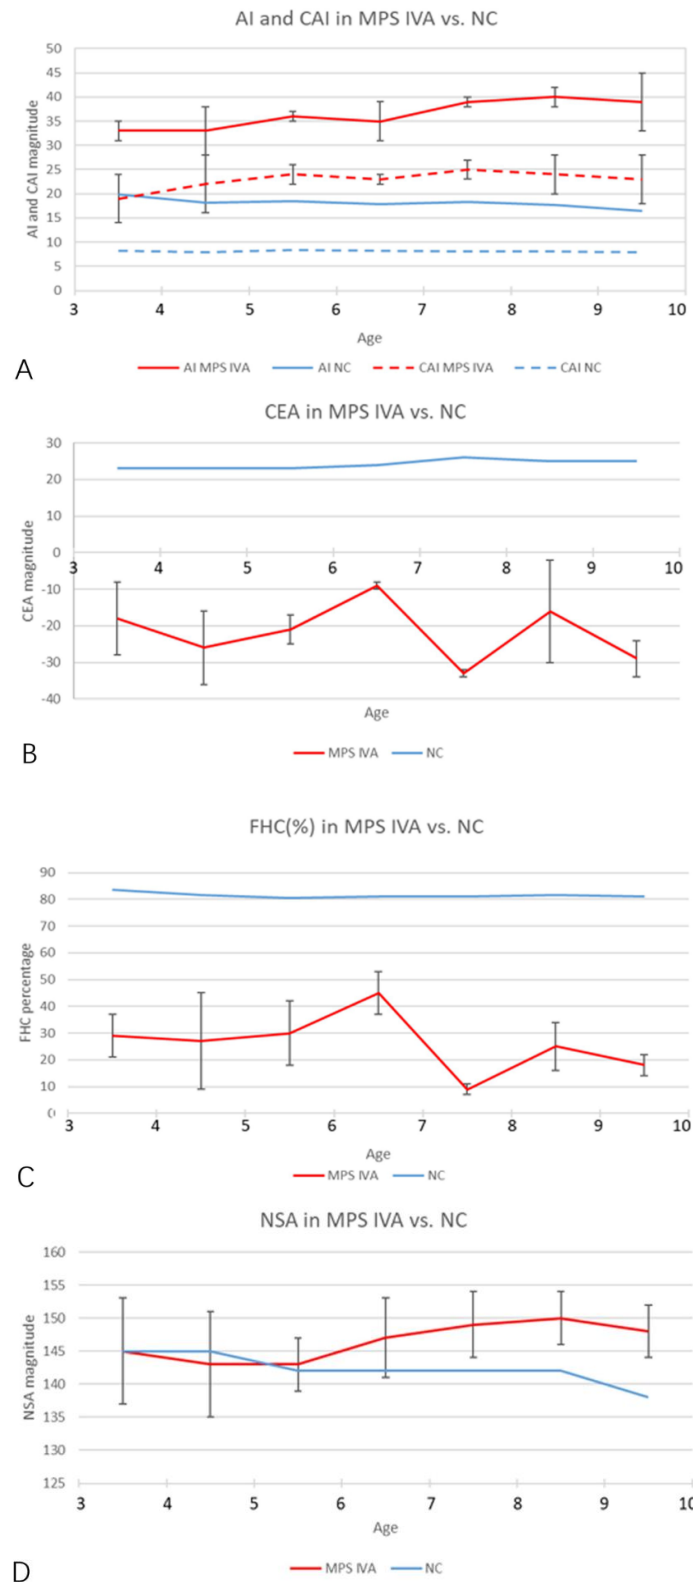 AI and CAI in MPS IVA vs. NC
50
45
40
35
30
25
20
15
10
5
0
AI and CAI magnitude
3 4 5 6 7 8 9 10
Age
A
AI MPS IVA AI NC CAI MPS IVA CAI NC
CEA in MPS IVA vs. NC
30
20
10
0
-10
-20
-30
-40
CEA magnitude
3 4 5 6 7 8 9 10
Age
MPS IVA NC
B
FHC(%) in MPS IVA vs. NC
90
80
70
60
50
40
30
20
10
0
FHC percentage
3 4 5 6 7 8 9 10
Age
C
MPS IVA NC
NSA in MPS IVA vs. NC
160
155
150
145
140
135
130
125
NSA magnitude
3 4 5 6 7 8 9 10
Age
D
MPS IVA NC